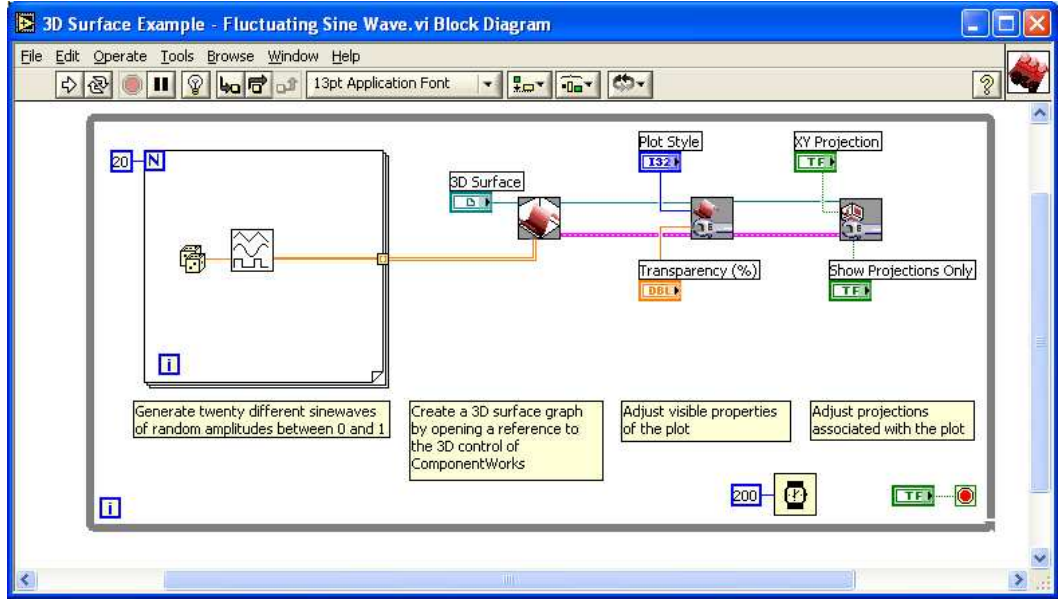 3D Surface Example - Fluctuating Sine Wave.vi Block Diagram
File Edit Operate Tools Browse Window Help
13pt Application Font
?
Plot Style
XY Projection
20
N
I32
TF
3D Surface
Transparency (%)
Show Projections Only
DBL
TF
i
Generate twenty different sinewaves
of random amplitudes between 0 and 1
Create a 3D surface graph
by opening a reference to
the 3D control of
ComponentWorks
Adjust visible properties
of the plot
Adjust projections
associated with the plot
200
TF
i